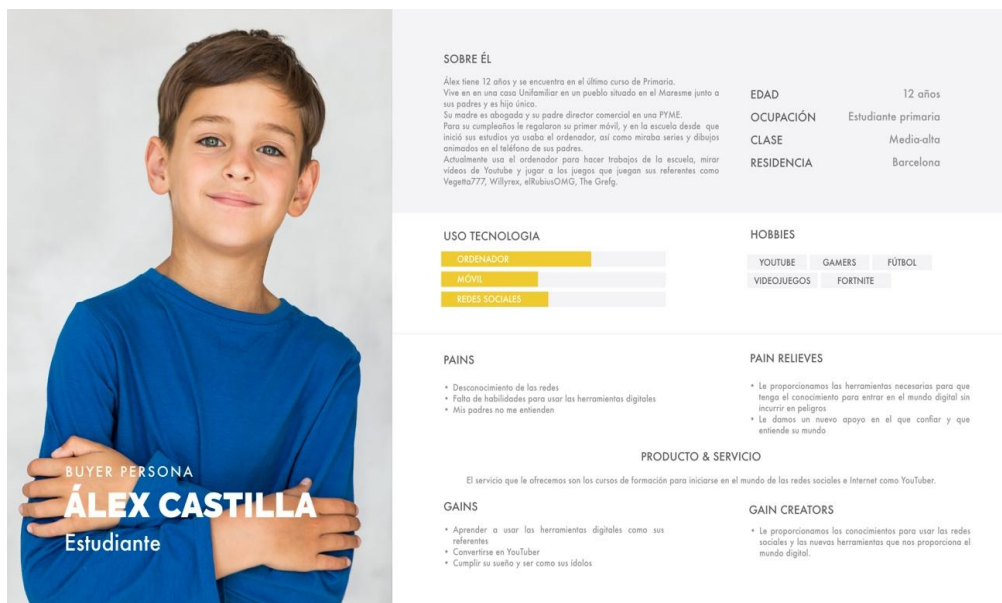 SOBRE ÉL
Álex tiene 12 años y se encuentra en el último curso de Primaria.
Vive en en una casa Unifamiliar en un pueblo situado en el Maresme junto a
sus padres y es hijo único.
Su madre es abogada y su padre director comercial en una PYME.
Para su cumpleaños le regalaron su primer móvil, y en la escuela desde que
inició sus estudios ya usaba el ordenador, así como miraba series y dibujos
animados en el teléfono de sus padres.
Actualmente usa el ordenador para hacer trabajos de la escuela, mirar
vídeos de Youtube y jugar a los juegos que juegan sus referentes como
Vegetta777, Willyrex, elRubiusOMG, The Grefg.
EDAD 12 años
OCUPACIÓN Estudiante primaria
CLASE Media-alta
RESIDENCIA Barcelona
USO TECNOLOGIA
ORDENADOR
MÓVIL
REDES SOCIALES
HOBBIES
YOUTUBE GAMERS FÚTBOL
VIDEOJUEGOS FORTNITE
PAINS
• Desconocimiento de las redes
• Falta de habilidades para usar las herramientas digitales
• Mis padres no me entienden
PAIN RELIEVES
• Le proporcionamos las herramientas necesarias para que
tenga el conocimiento para entrar en el mundo digital sin
incurrir en peligros
• Le damos un nuevo apoyo en el que confiar y que
entiende su mundo
PRODUCTO & SERVICIO
El servicio que le ofrecemos son los cursos de formación para iniciarse en el mundo de las redes sociales e Internet como YouTuber.
GAINS
• Aprender a usar las herramientas digitales como sus
referentes
• Convertirse en YouTuber
• Cumplir su sueño y ser como sus ídolos
GAIN CREATORS
• Le proporcionamos los conocimientos para usar las redes
sociales y las nuevas herramientas que nos proporciona el
mundo digital.
BUYER PERSONA
ÁLEX CASTILLA
Estudiante